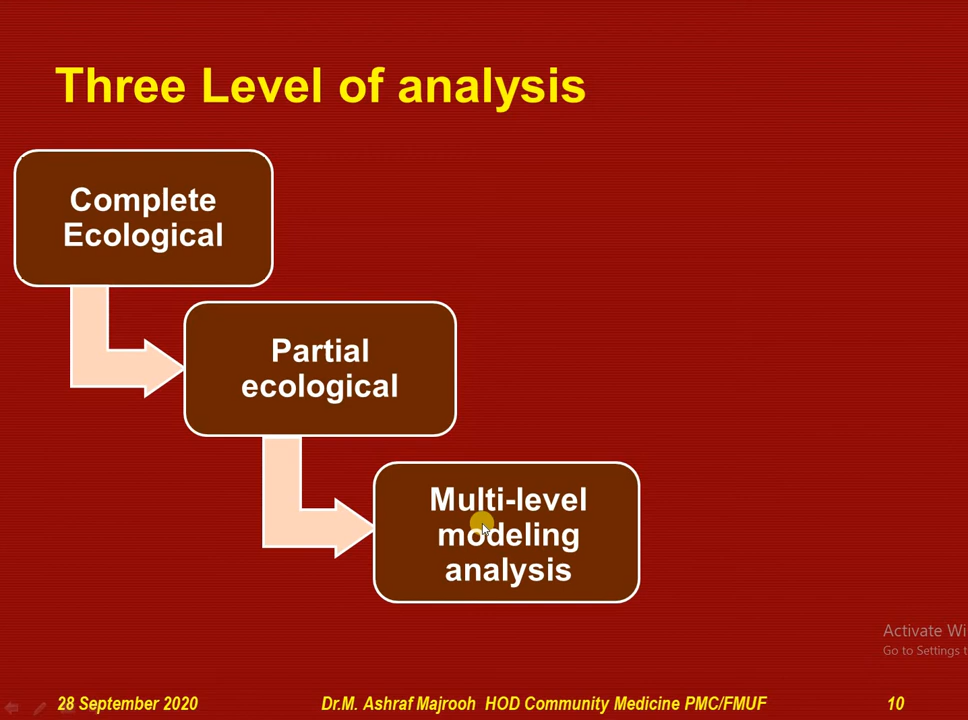 Three Level of analysis
Complete
Ecological
Partial
ecological
Multi-level
modeling
analysis
Activate Wi
Go to Settings t
28 September 2020 Dr.M. Ashraf Majrooh HOD Community Medicine PMC/FMUF 10